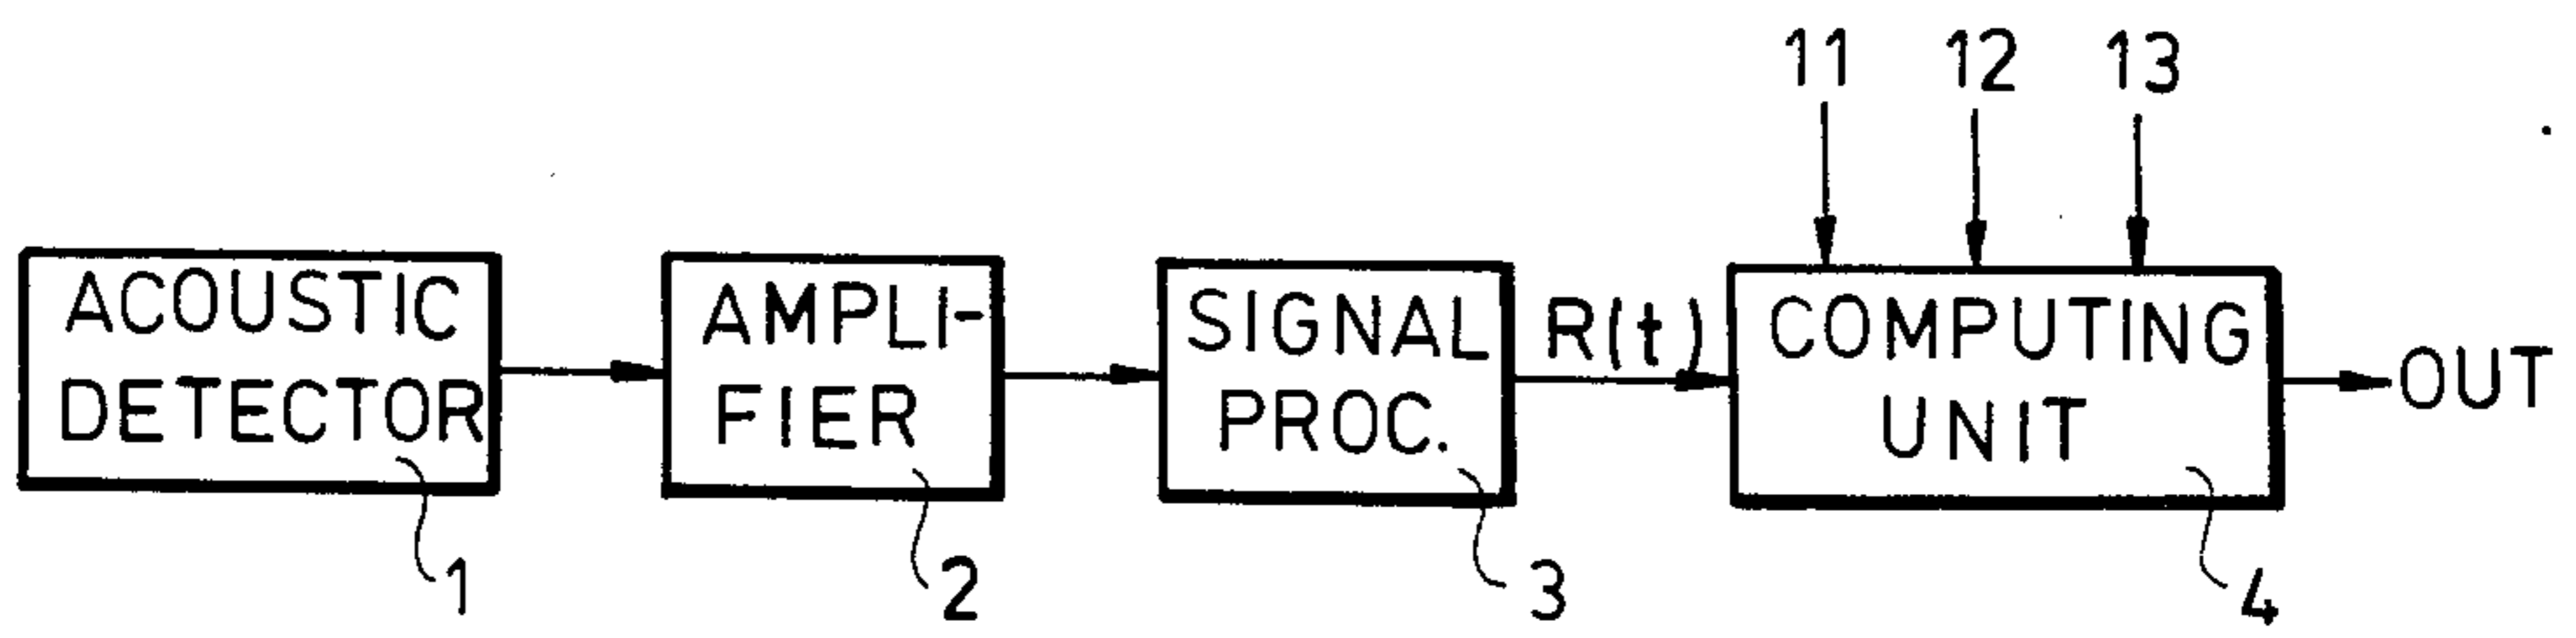 11 12 13
ACOUSTIC
DETECTOR
AMPLI-
FIER
SIGNAL
PROC.
R(t)
COMPUTING
UNIT
OUT
1
2
3
4